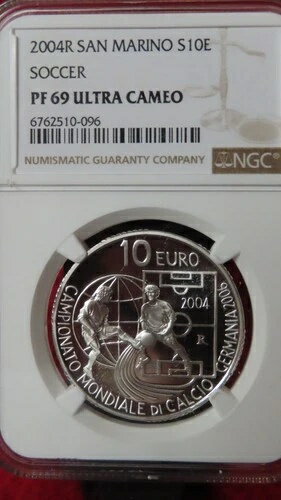 2004R SAN MARINO S10E
SOCCER
PF 69 ULTRA CAMEO
6762510-096
NUMISMATIC GUARANTY COMPANY
NGC
10 EURO
2004
R
CAMPIONATO MONDIALE DI CALCIO GERMANIA 2006